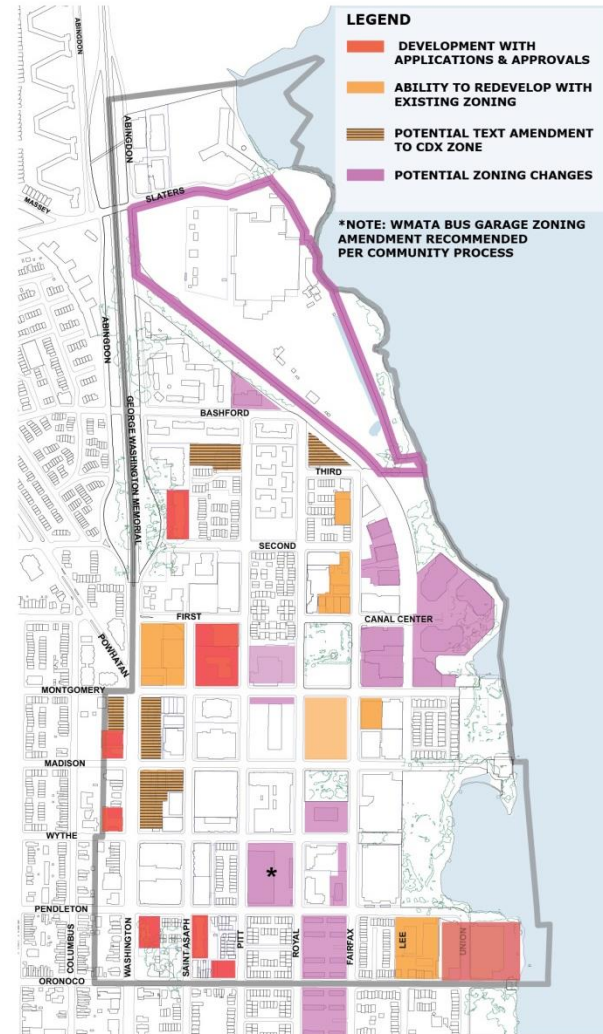 LEGEND
DEVELOPMENT WITH
APPLICATIONS & APPROVALS
ABILITY TO REDEVELOP WITH
EXISTING ZONING
POTENTIAL TEXT AMENDMENT
TO CDX ZONE
POTENTIAL ZONING CHANGES
*NOTE: WMATA BUS GARAGE ZONING
AMENDMENT RECOMMENDED
PER COMMUNITY PROCESS
ABINGDON
ABINGDON
SLATERS
MASSEY
ABINGDON
GEORGE WASHINGTON MEMORIAL
BASHFORD
THIRD
SECOND
FIRST
CANAL CENTER
POWHATAN
MONTGOMERY
MADISON
WYTHE
*
PENDLETON
COLUMBUS
WASHINGTON
SAINT ASAPH
PITT
ROYAL
FAIRFAX
LEE
UNION
ORONOCO